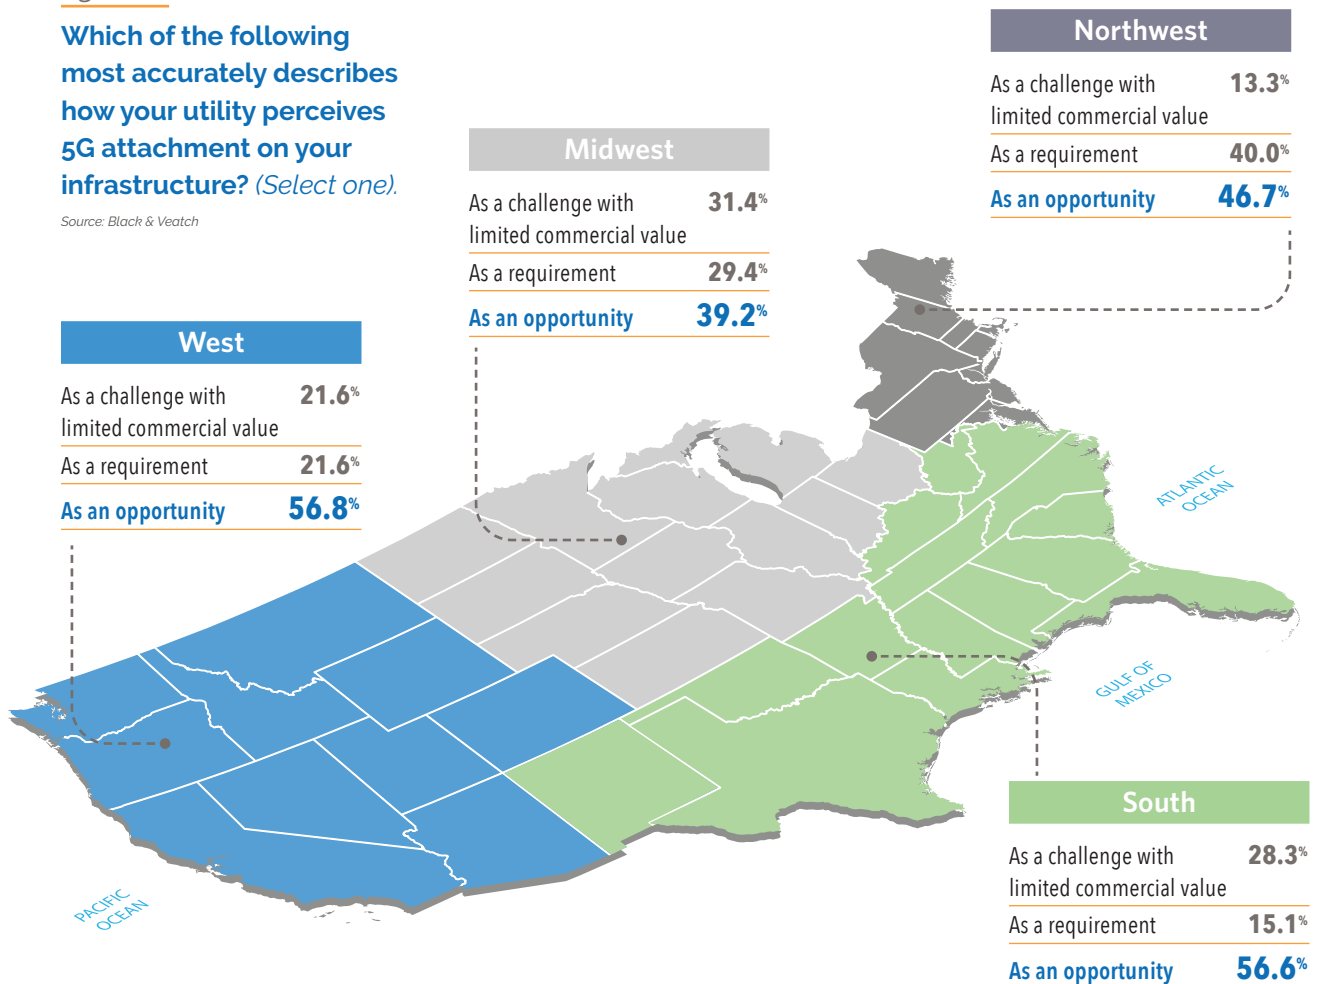 Which of the following
most accurately describes
how your utility perceives
5G attachment on your
infrastructure? (Select one).
Source: Black & Veatch
Northwest
As a challenge with 13.3%
limited commercial value
As a requirement 40.0%
As an opportunity 46.7%
Midwest
As a challenge with 31.4%
limited commercial value
As a requirement 29.4%
As an opportunity 39.2%
West
As a challenge with 21.6%
limited commercial value
As a requirement 21.6%
As an opportunity 56.8%
ATLANTIC
OCEAN
GULF OF
MEXICO
South
As a challenge with 28.3%
limited commercial value
As a requirement 15.1%
As an opportunity 56.6%
PACIFIC
OCEAN